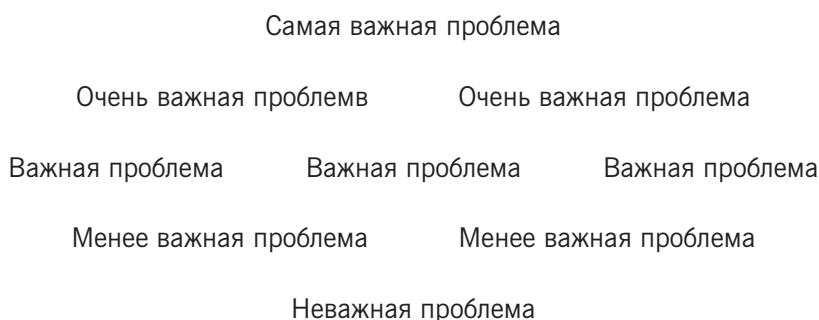 Самая важная проблема
Очень важная проблемв Очень важная проблема
Важная проблема Важная проблема Важная проблема
Менее важная проблема Менее важная проблема
Неважная проблема